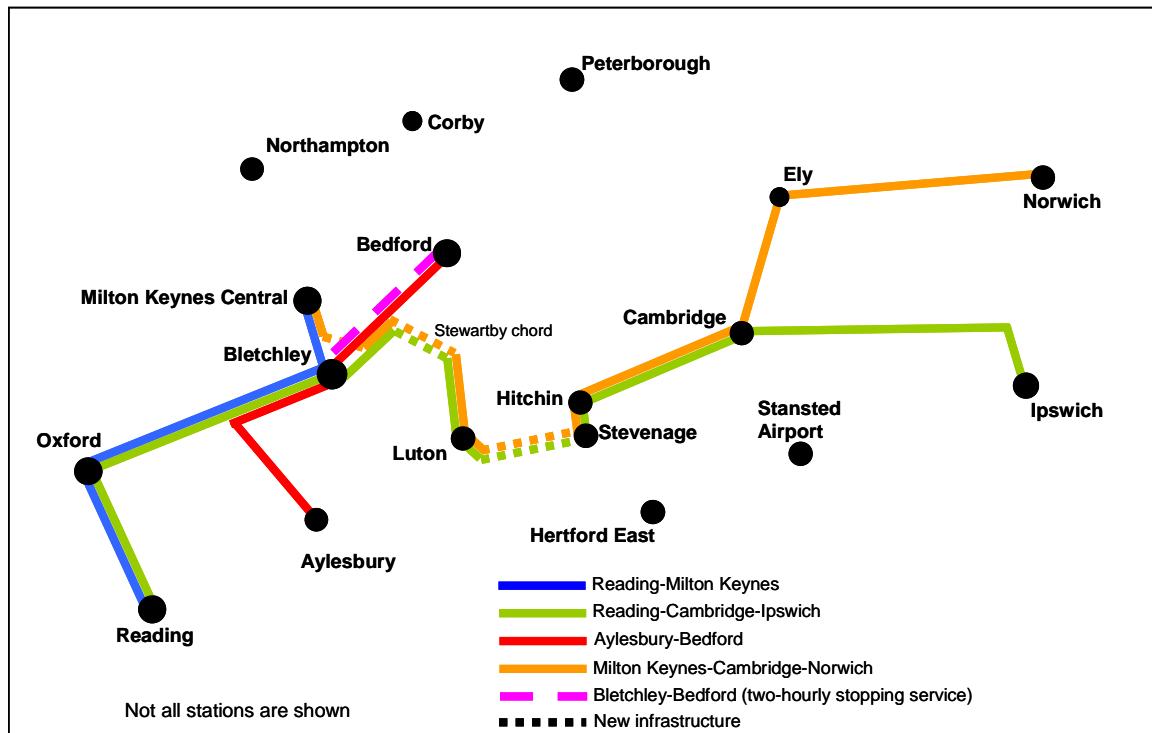 Peterborough
Corby
Northampton
Ely
Norwich
Bedford
Milton Keynes Central
Stewartby chord
Cambridge
Bletchley
Hitchin
Ipswich
Stansted
Airport
Stevenage
Oxford
Luton
Hertford East
Aylesbury
Reading-Milton Keynes
Reading-Cambridge-Ipswich
Reading
Aylesbury-Bedford
Milton Keynes-Cambridge-Norwich
Bletchley-Bedford (two-hourly stopping service)
Not all stations are shown
New infrastructure